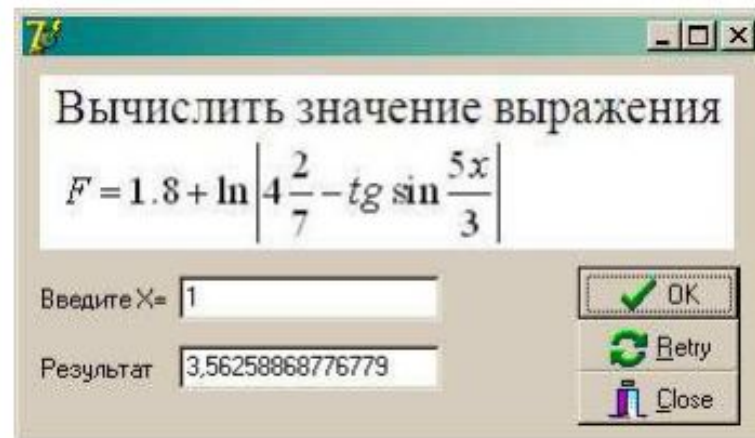 Вычислить значение выражения
F = 1.8 + ln |4 2/7 - tg sin 5x/3|
Введите X= 1
OK
Retry
Результат 3,56258868776779
Close